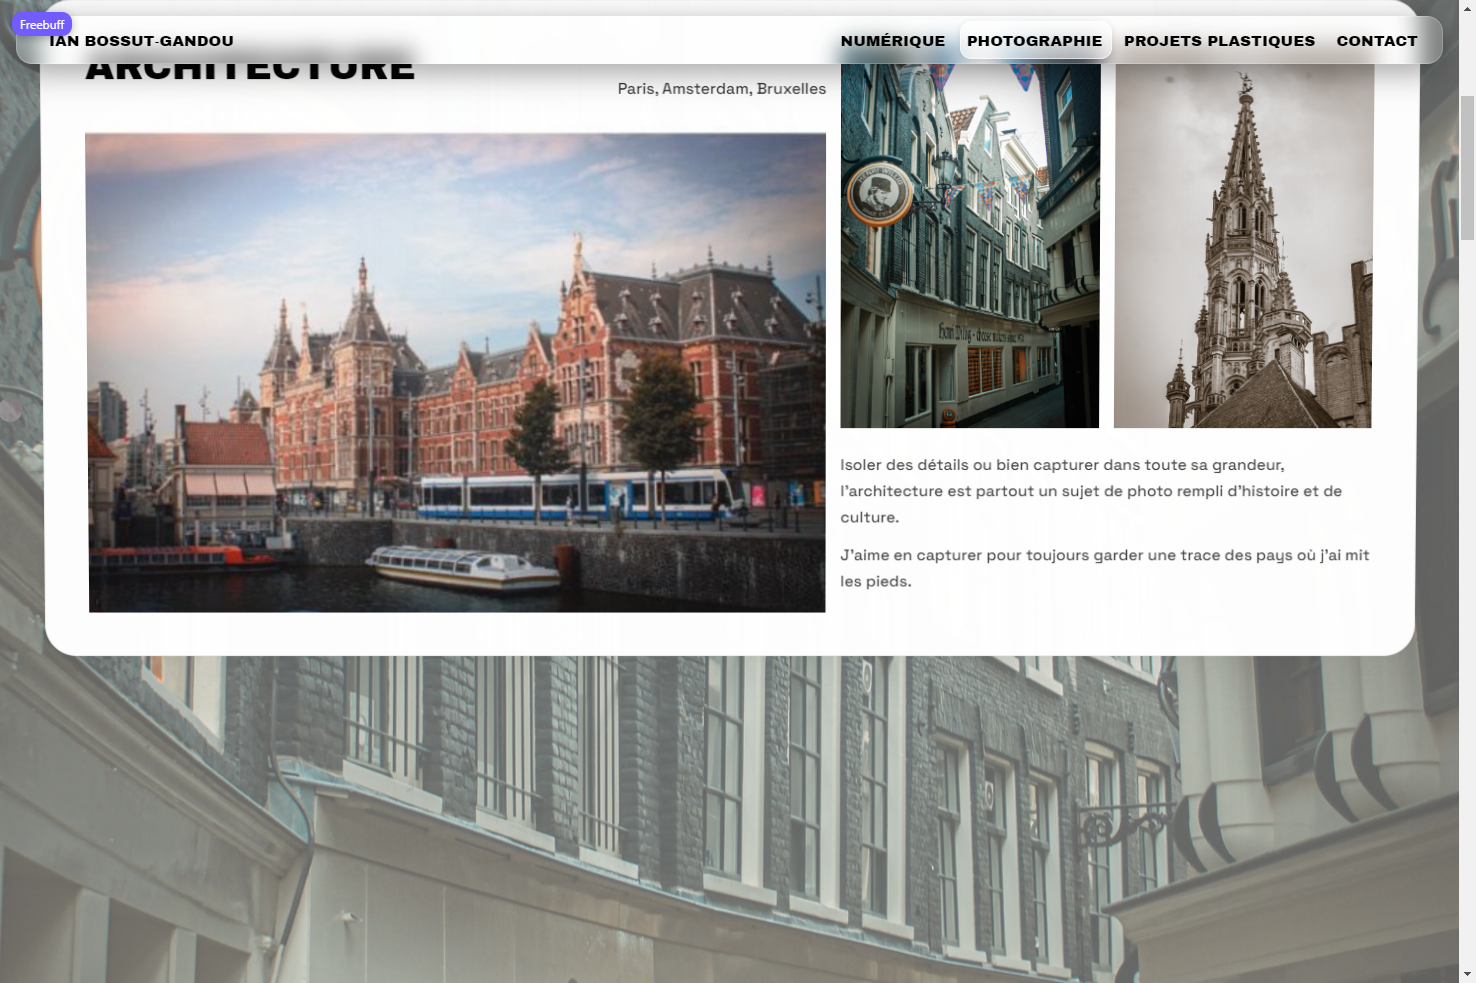 Freebuff
IAN BOSSUT-GANDOU
NUMÉRIQUE
PHOTOGRAPHIE
PROJETS PLASTIQUES
CONTACT
ARCHITECTURE
Paris, Amsterdam, Bruxelles
Isoler des détails ou bien capturer dans toute sa grandeur,
l'architecture est partout un sujet de photo rempli d'histoire et de
culture.
J'aime en capturer pour toujours garder une trace des pays où j'ai mit
les pieds.